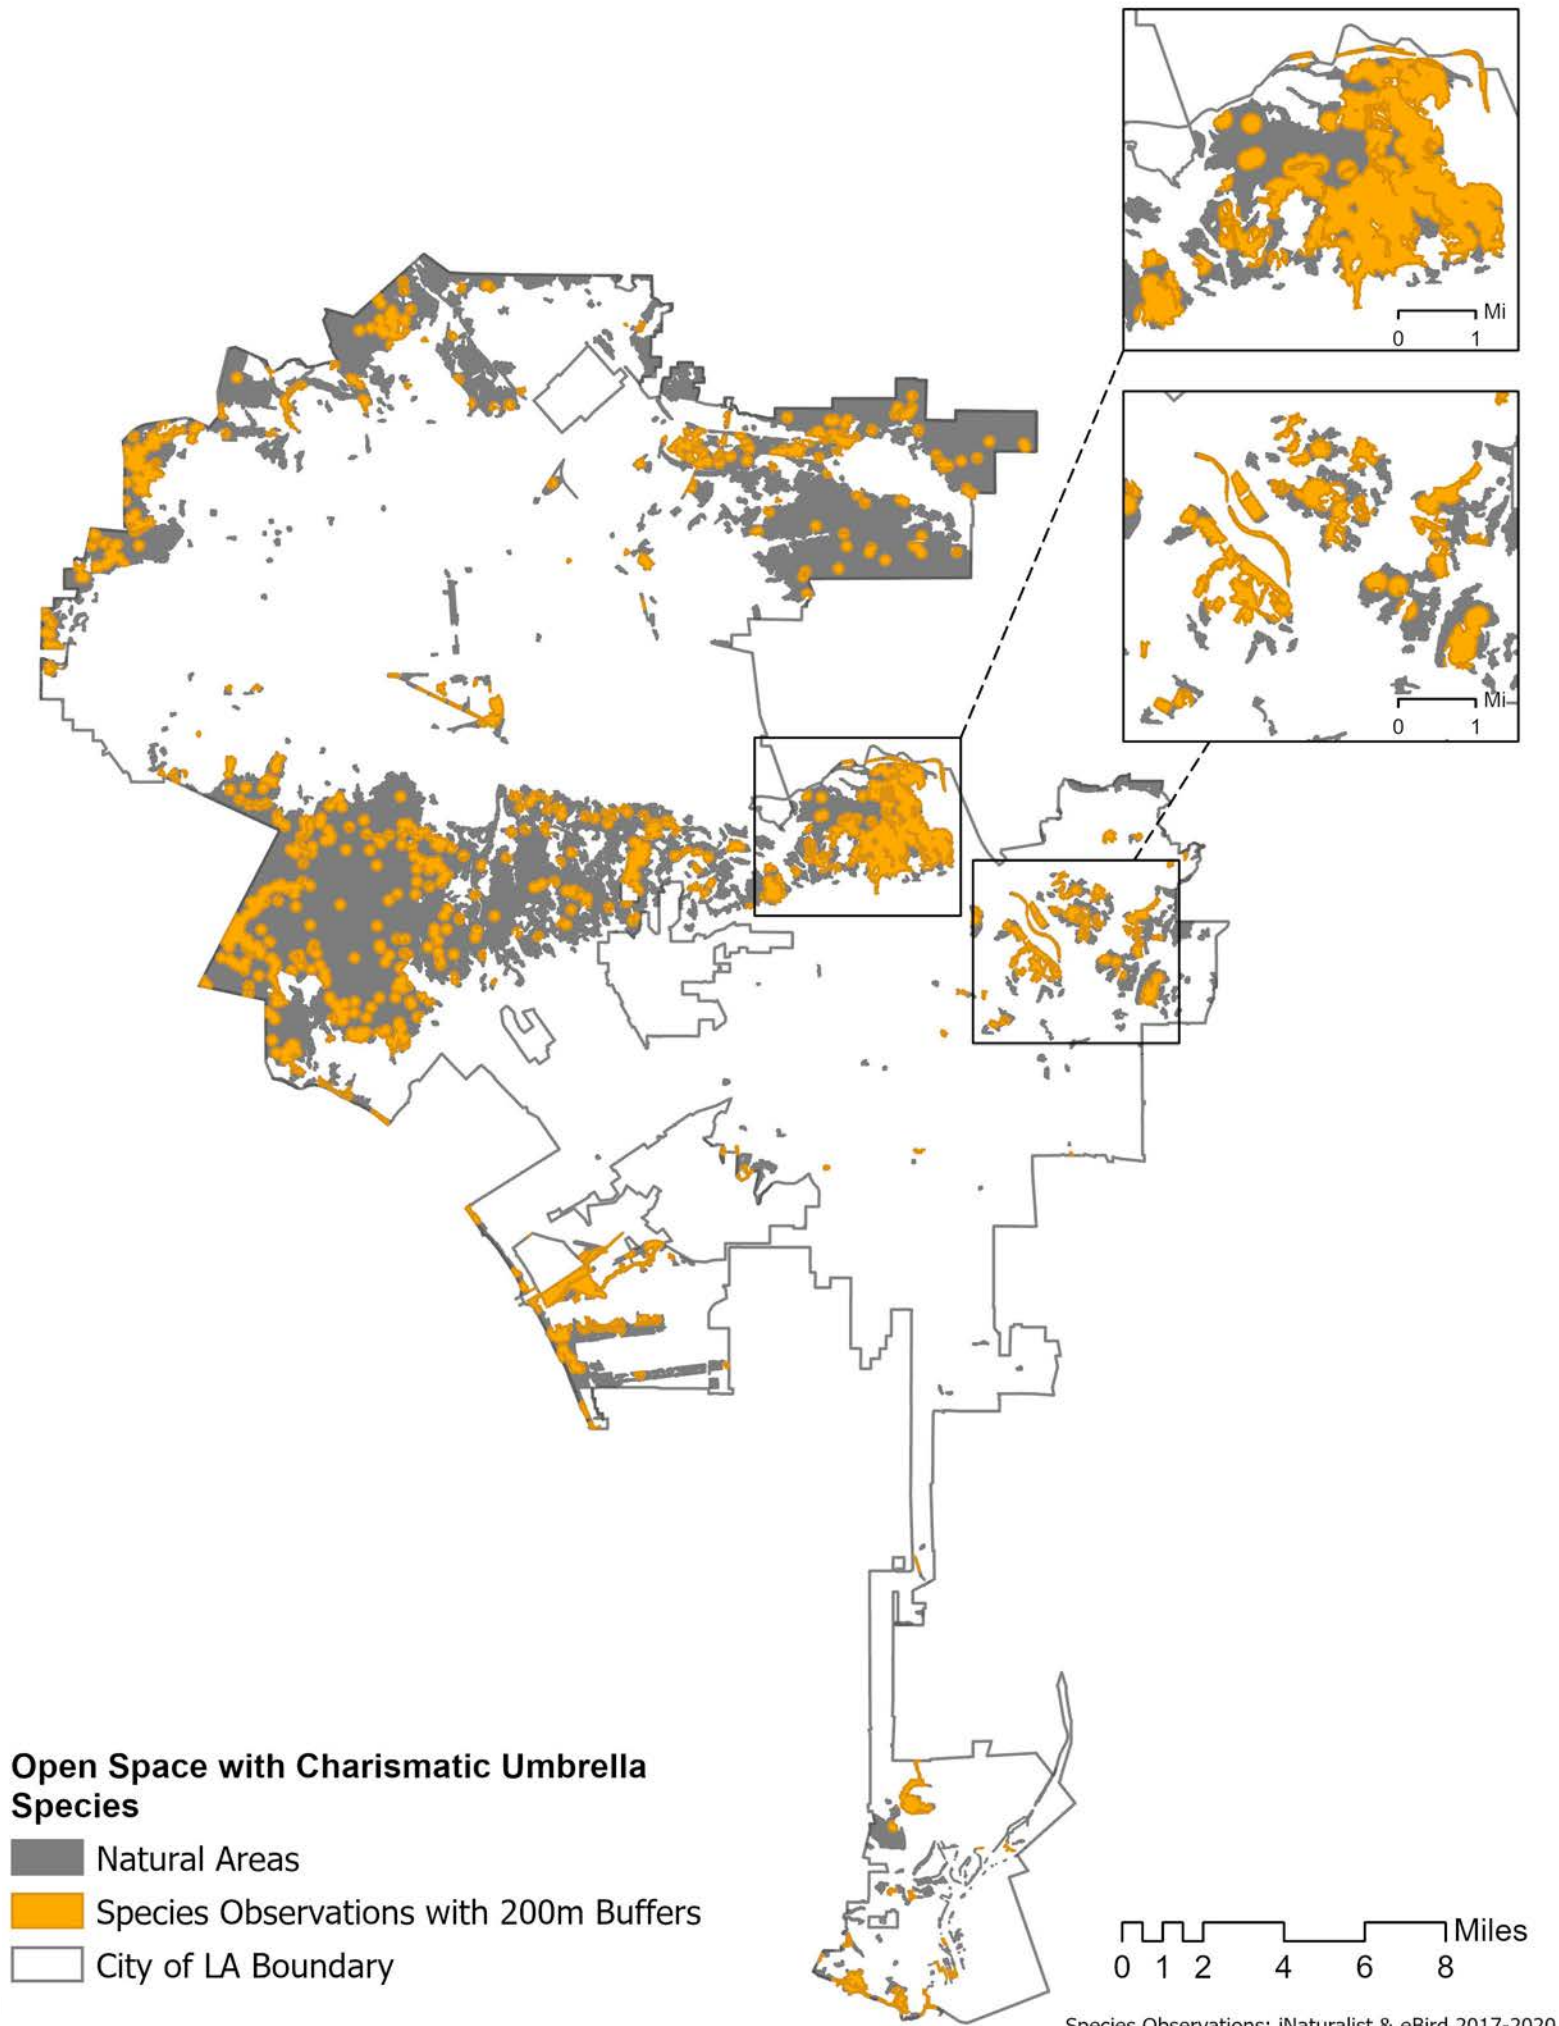 Mi
0 1
Mi
0 1
Open Space with Charismatic Umbrella
Species
Natural Areas
Species Observations with 200m Buffers
City of LA Boundary
Miles
0 1 2 4 6 8
Species Observations: iNaturalist & eBird 2017-2020